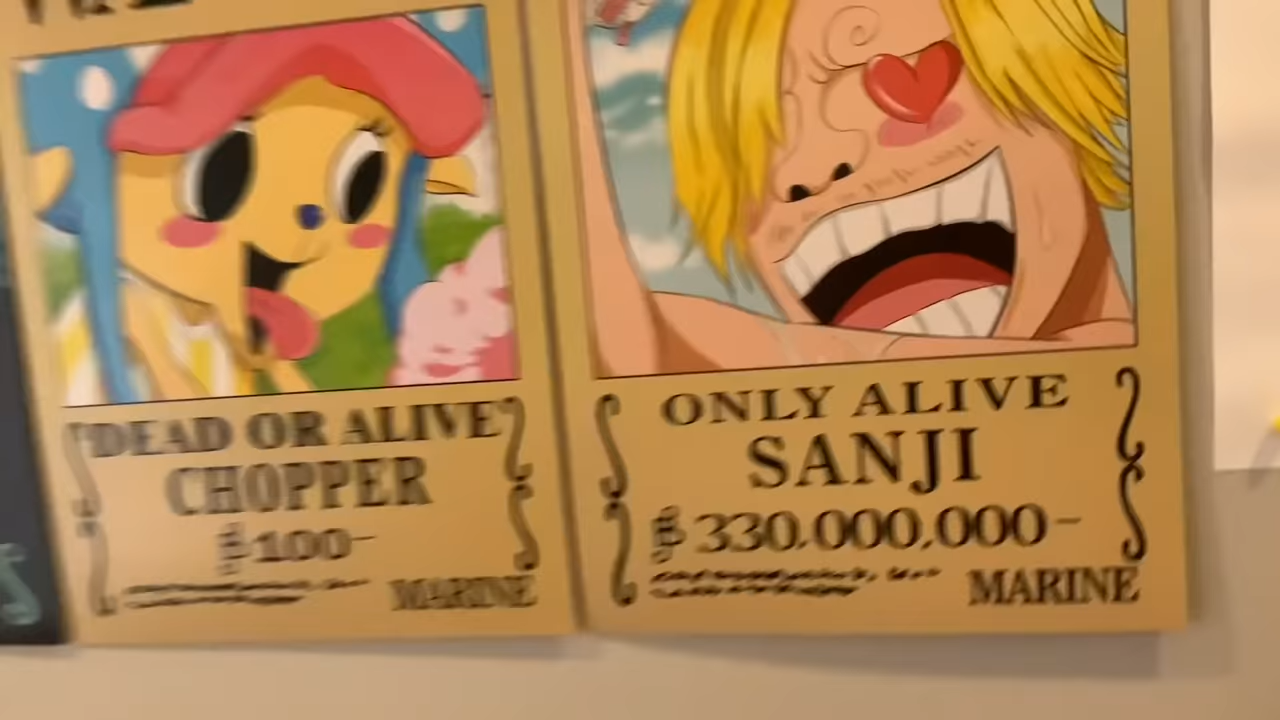 DEAD OR ALIVE
CHOPPER
฿100-
MARINE
ONLY ALIVE
SANJI
฿330,000,000-
MARINE